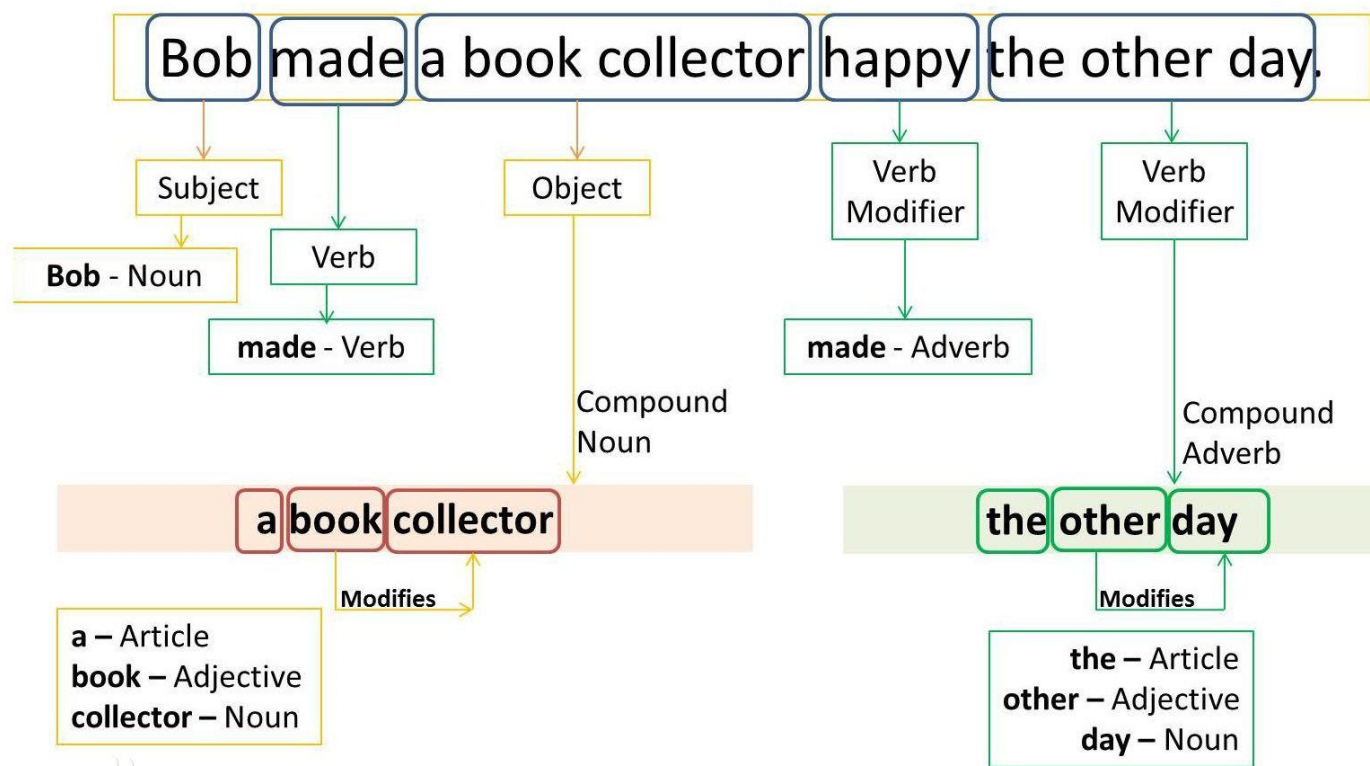 Bob made a book collector happy the other day.
Subject
Object
Verb
Modifier
Verb
Modifier
Verb
Bob - Noun
made - Verb
made - Adverb
Compound
Noun
Compound
Adverb
a book collector
the other day
Modifies
Modifies
a – Article
book – Adjective
collector – Noun
the – Article
other – Adjective
day – Noun